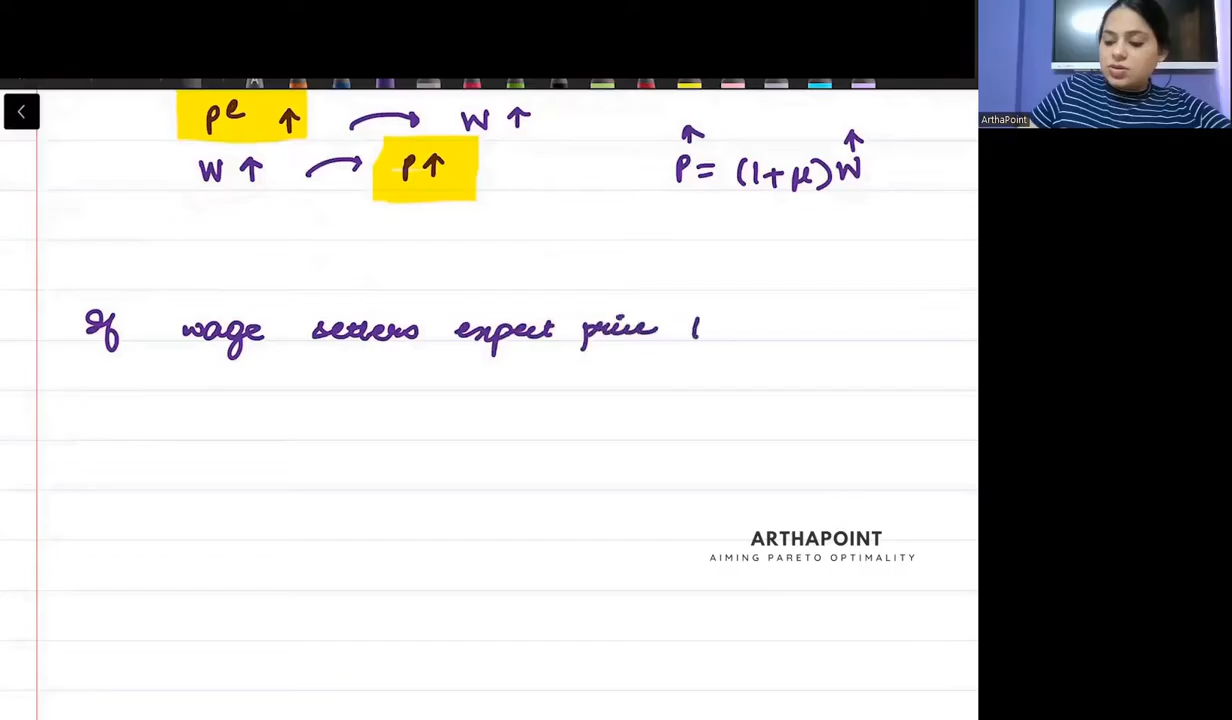 pe ↑ → W ↑
W ↑ → P ↑
↑ ↑
P = (1+μ)W
If wage setters expect price l
ARTHAPOINT
AIMING PARETO OPTIMALITY
ArthaPoint